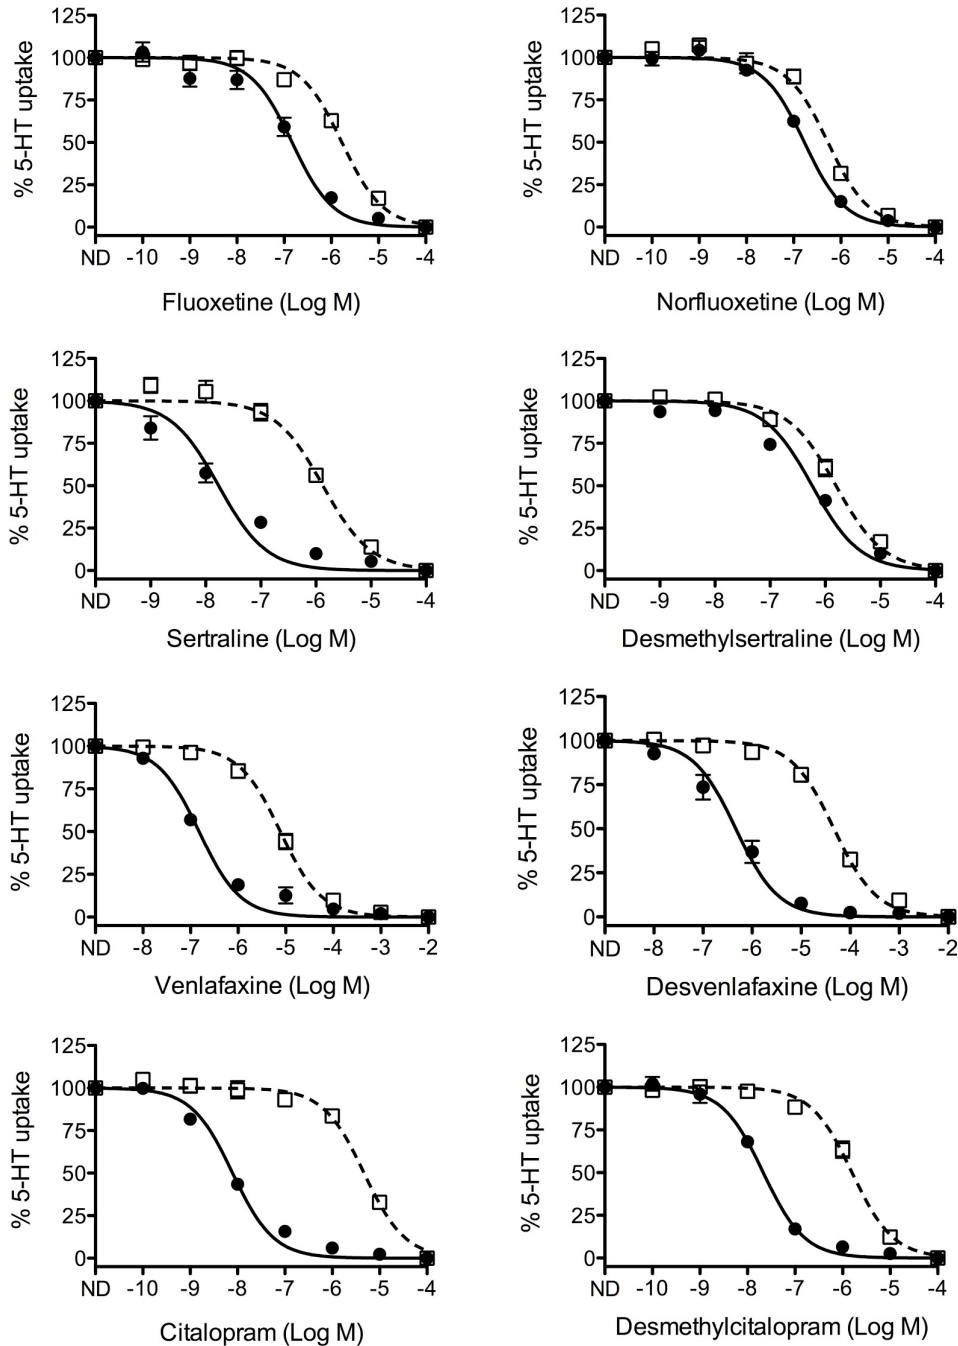 125
100
75
50
25
0
% 5-HT uptake
ND -10 -9 -8 -7 -6 -5 -4
Fluoxetine (Log M)
125
100
75
50
25
0
% 5-HT uptake
ND -10 -9 -8 -7 -6 -5 -4
Norfluoxetine (Log M)
125
100
75
50
25
0
% 5-HT uptake
ND -9 -8 -7 -6 -5 -4
Sertraline (Log M)
125
100
75
50
25
0
% 5-HT uptake
ND -9 -8 -7 -6 -5 -4
Desmethylsertraline (Log M)
125
100
75
50
25
0
% 5-HT uptake
ND -8 -7 -6 -5 -4 -3 -2
Venlafaxine (Log M)
125
100
75
50
25
0
% 5-HT uptake
ND -8 -7 -6 -5 -4 -3 -2
Desvenlafaxine (Log M)
125
100
75
50
25
0
% 5-HT uptake
ND -10 -9 -8 -7 -6 -5 -4
Citalopram (Log M)
125
100
75
50
25
0
% 5-HT uptake
ND -10 -9 -8 -7 -6 -5 -4
Desmethylcitalopram (Log M)